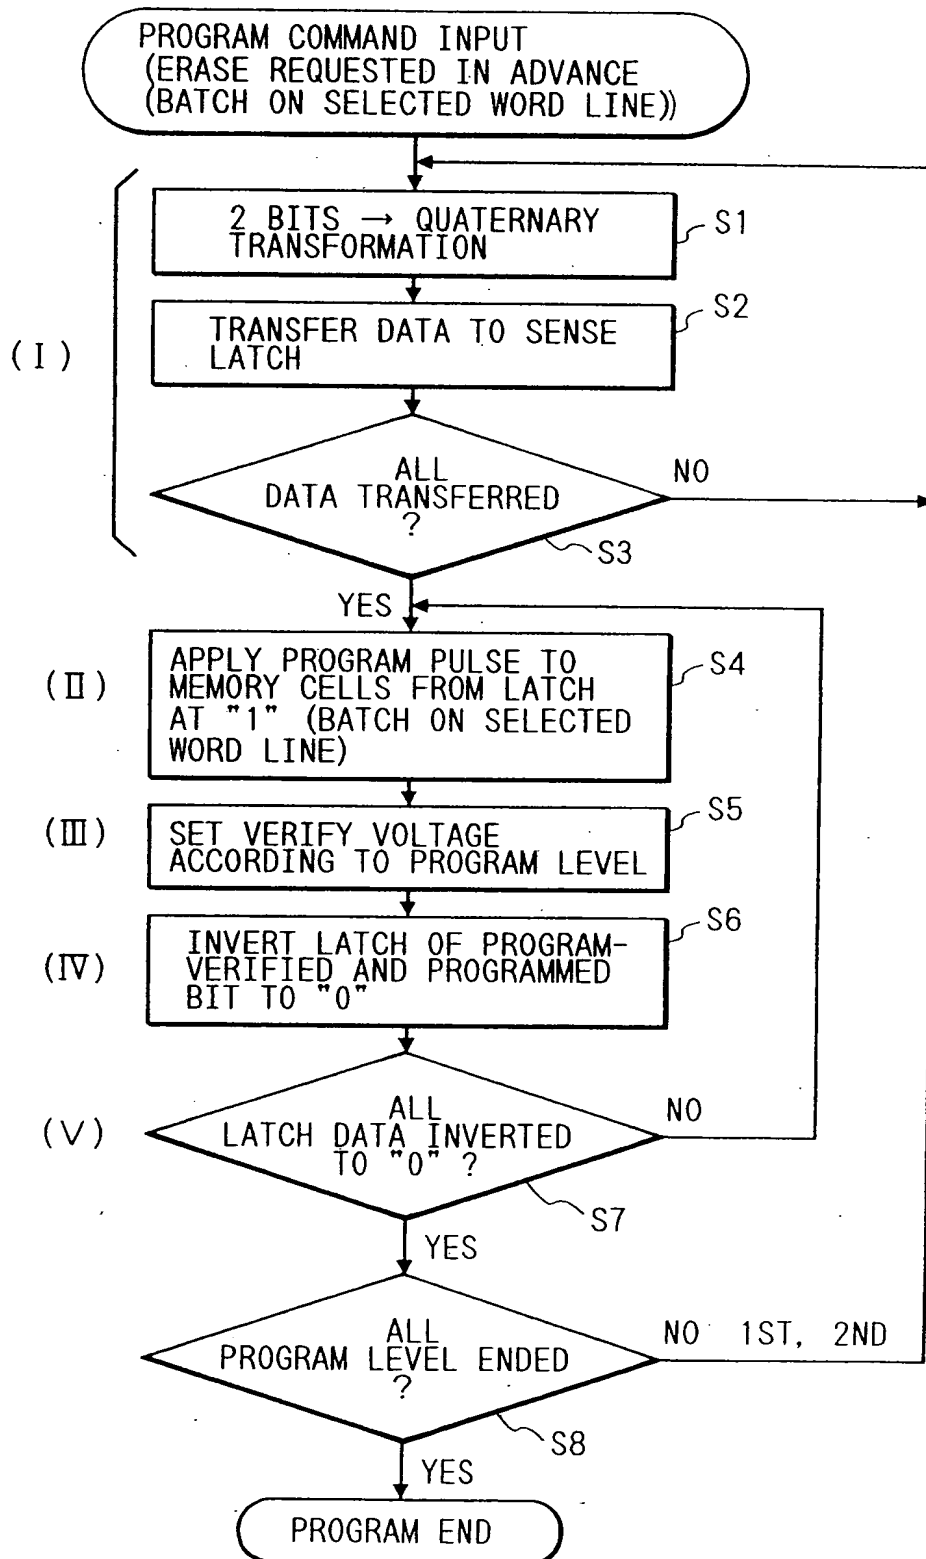 PROGRAM COMMAND INPUT
(ERASE REQUESTED IN ADVANCE
(BATCH ON SELECTED WORD LINE))
(I)
2 BITS → QUATERNARY
TRANSFORMATION
S1
TRANSFER DATA TO SENSE
LATCH
S2
ALL
DATA TRANSFERRED
?
NO
S3
YES
(II)
APPLY PROGRAM PULSE TO
MEMORY CELLS FROM LATCH
AT "1" (BATCH ON SELECTED
WORD LINE)
S4
(III)
SET VERIFY VOLTAGE
ACCORDING TO PROGRAM LEVEL
S5
(IV)
INVERT LATCH OF PROGRAM-
VERIFIED AND PROGRAMMED
BIT TO "0"
S6
(V)
ALL
LATCH DATA INVERTED
TO "0" ?
NO
S7
YES
ALL
PROGRAM LEVEL ENDED
?
NO 1ST, 2ND
S8
YES
PROGRAM END